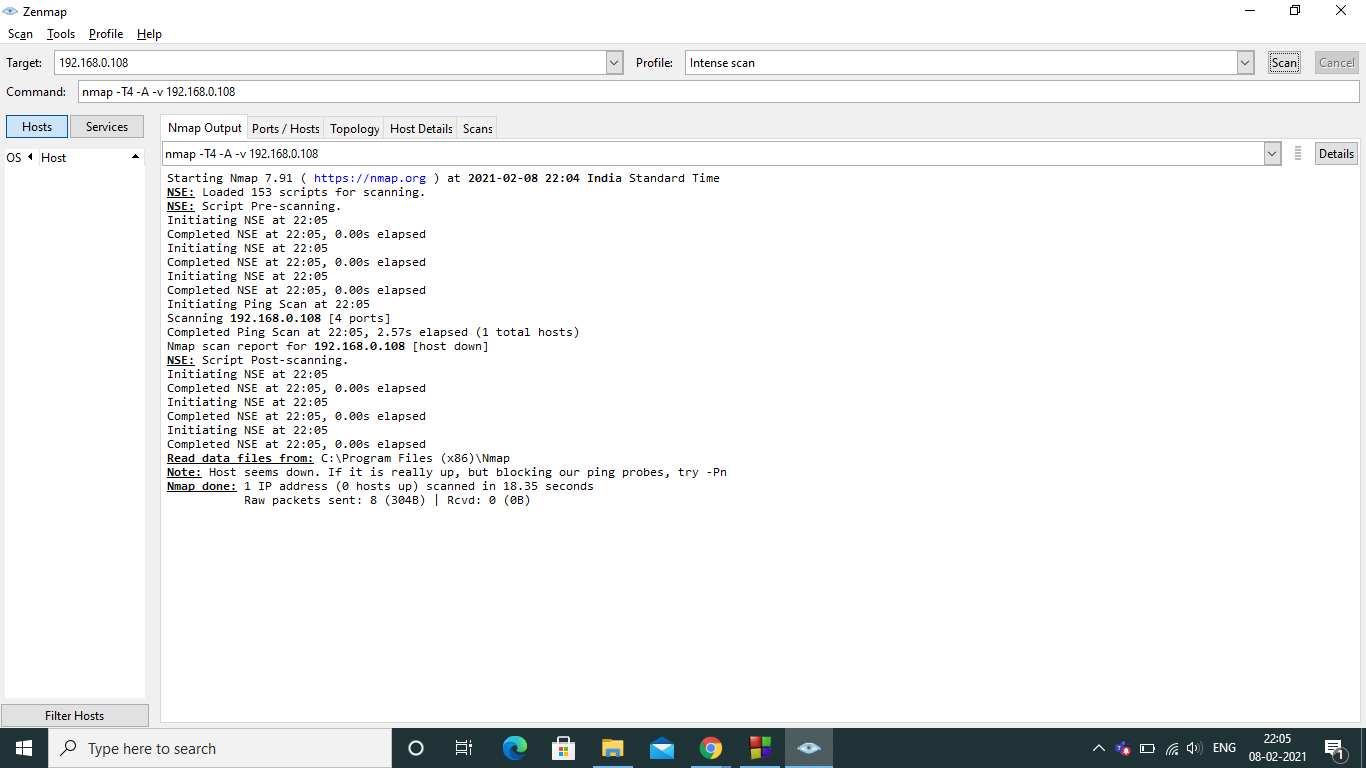 Zenmap
Scan Tools Profile Help
Target: 192.168.0.108 Profile: Intense scan Scan Cancel
Command: nmap -T4 -A -v 192.168.0.108
Hosts Services
OS Host
Nmap Output Ports / Hosts Topology Host Details Scans
nmap -T4 -A -v 192.168.0.108 Details
Starting Nmap 7.91 ( https://nmap.org ) at 2021-02-08 22:04 India Standard Time
NSE: Loaded 153 scripts for scanning.
NSE: Script Pre-scanning.
Initiating NSE at 22:05
Completed NSE at 22:05, 0.00s elapsed
Initiating NSE at 22:05
Completed NSE at 22:05, 0.00s elapsed
Initiating NSE at 22:05
Completed NSE at 22:05, 0.00s elapsed
Initiating Ping Scan at 22:05
Scanning 192.168.0.108 [4 ports]
Completed Ping Scan at 22:05, 2.57s elapsed (1 total hosts)
Nmap scan report for 192.168.0.108 [host down]
NSE: Script Post-scanning.
Initiating NSE at 22:05
Completed NSE at 22:05, 0.00s elapsed
Initiating NSE at 22:05
Completed NSE at 22:05, 0.00s elapsed
Initiating NSE at 22:05
Completed NSE at 22:05, 0.00s elapsed
Read data files from: C:\Program Files (x86)\Nmap
Note: Host seems down. If it is really up, but blocking our ping probes, try -Pn
Nmap done: 1 IP address (0 hosts up) scanned in 18.35 seconds
Raw packets sent: 8 (304B) | Rcvd: 0 (0B)
Filter Hosts
Type here to search
ENG
22:05
08-02-2021
1